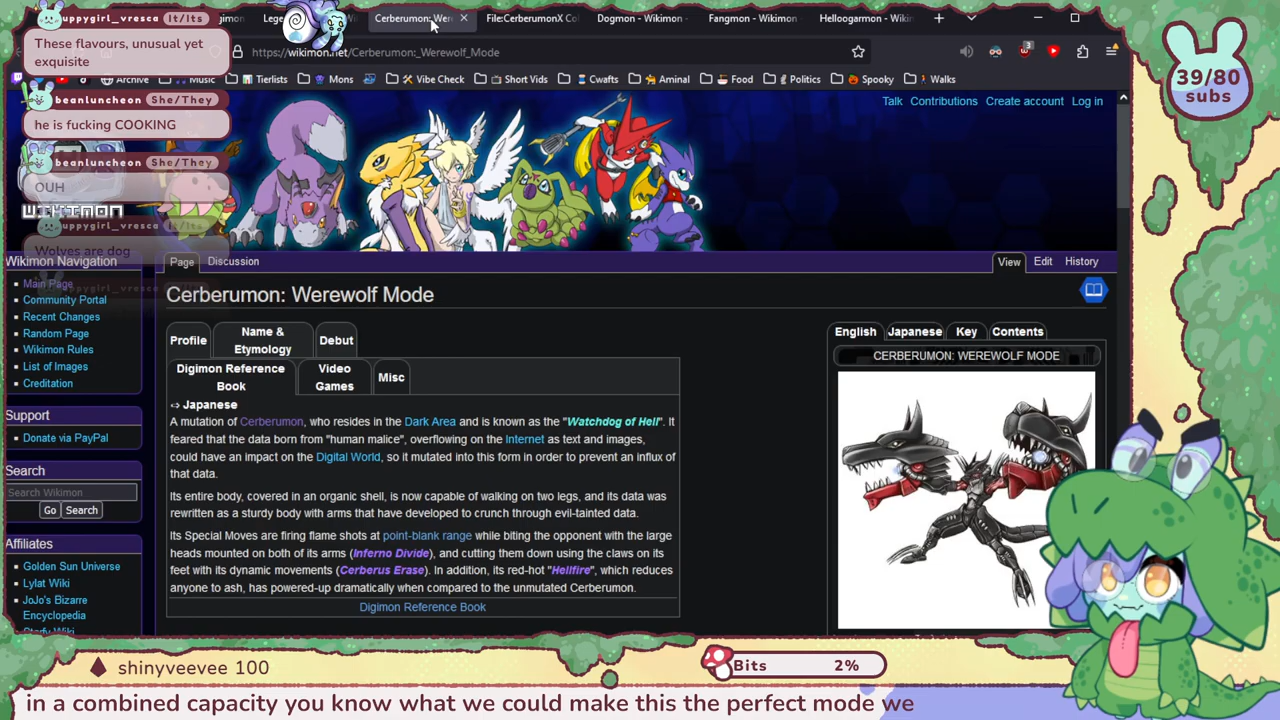 uppygirl_vresca It/Its
These flavours, unusual yet
exquisite
beanluncheon She/They
he is fucking COOKING
beanluncheon She/They
OUH
uppygirl_vresca It/Its
Wolves are dog
Cerberumon: Wer
File:CerberumonX Co
Dogmon - Wikimon
Fangmon - Wikimon
Helloogarmon - Wiki
https://wikimon.net/Cerberumon:_Werewolf_Mode
3
Archive
Music
Tierlists
Mons
Vibe Check
Short Vids
Cwafts
Aminal
Food
Politics
Spooky
Walks
39/80
subs
Talk Contributions Create account Log in
WIKIMON
Wikimon Navigation
Main Page
Community Portal
Recent Changes
Random Page
Wikimon Rules
List of Images
Creditation
Support
Donate via PayPal
Search
Search Wikimon
Go Search
Affiliates
Golden Sun Universe
Lylat Wiki
JoJo's Bizarre
Encyclopedia
Page Discussion View Edit History
Cerberumon: Werewolf Mode
Profile
Name &
Etymology
Debut
Digimon Reference
Book
Video
Games
Misc
⇨ Japanese
A mutation of Cerberumon, who resides in the Dark Area and is known as the "Watchdog of Hell". It
feared that the data born from "human malice", overflowing on the Internet as text and images,
could have an impact on the Digital World, so it mutated into this form in order to prevent an influx of
that data.
Its entire body, covered in an organic shell, is now capable of walking on two legs, and its data was
rewritten as a sturdy body with arms that have developed to crunch through evil-tainted data.
Its Special Moves are firing flame shots at point-blank range while biting the opponent with the large
heads mounted on both of its arms (Inferno Divide), and cutting them down using the claws on its
feet with its dynamic movements (Cerberus Erase). In addition, its red-hot "Hellfire", which reduces
anyone to ash, has powered-up dramatically when compared to the unmutated Cerberumon.
Digimon Reference Book
English Japanese Key Contents
CERBERUMON: WEREWOLF MODE
shinyveevee 100
Bits 2%
in a combined capacity you know what we could make this the perfect mode we